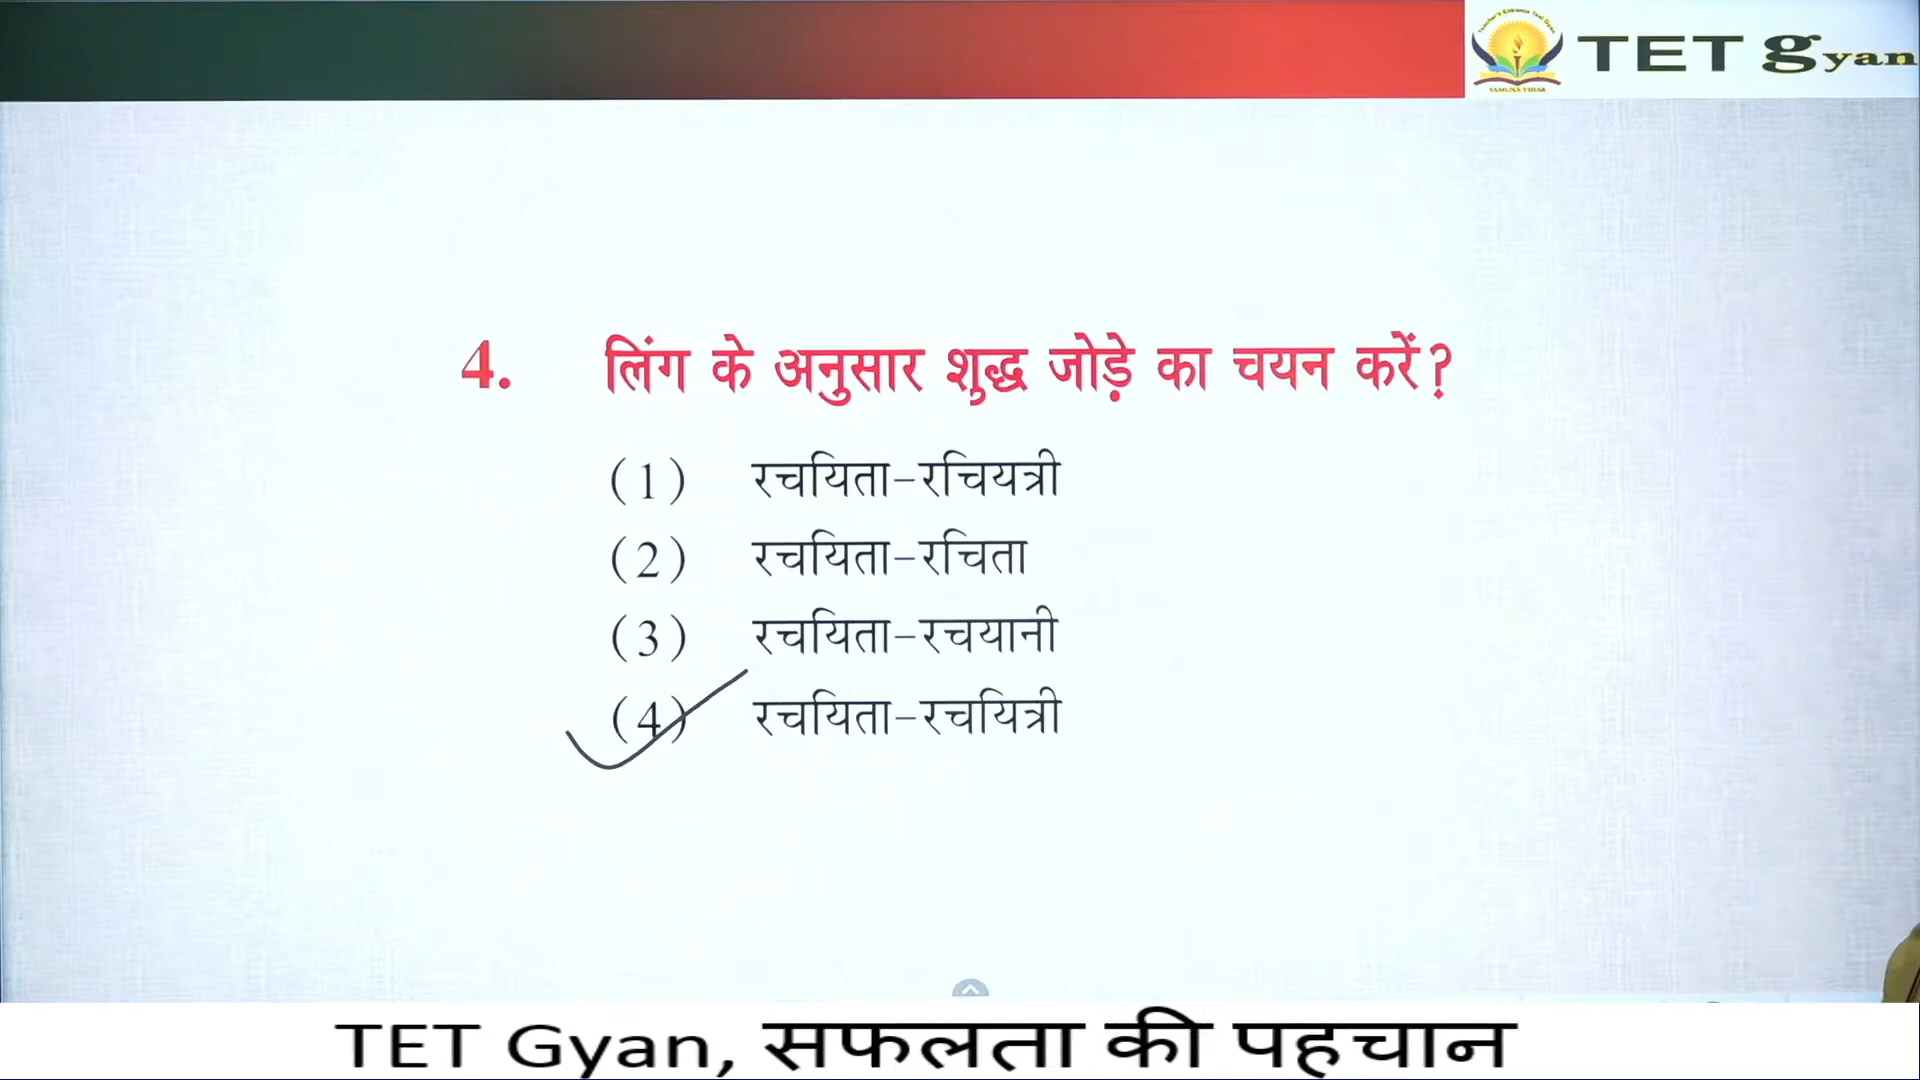 TET Gyan
4. लिंग के अनुसार शुद्ध जोड़े का चयन करें?
(1) रचयिता-रचियत्री
(2) रचयिता-रचिता
(3) रचयिता-रचयानी
(4) रचयिता-रचयित्री
TET Gyan, सफलता की पहचान